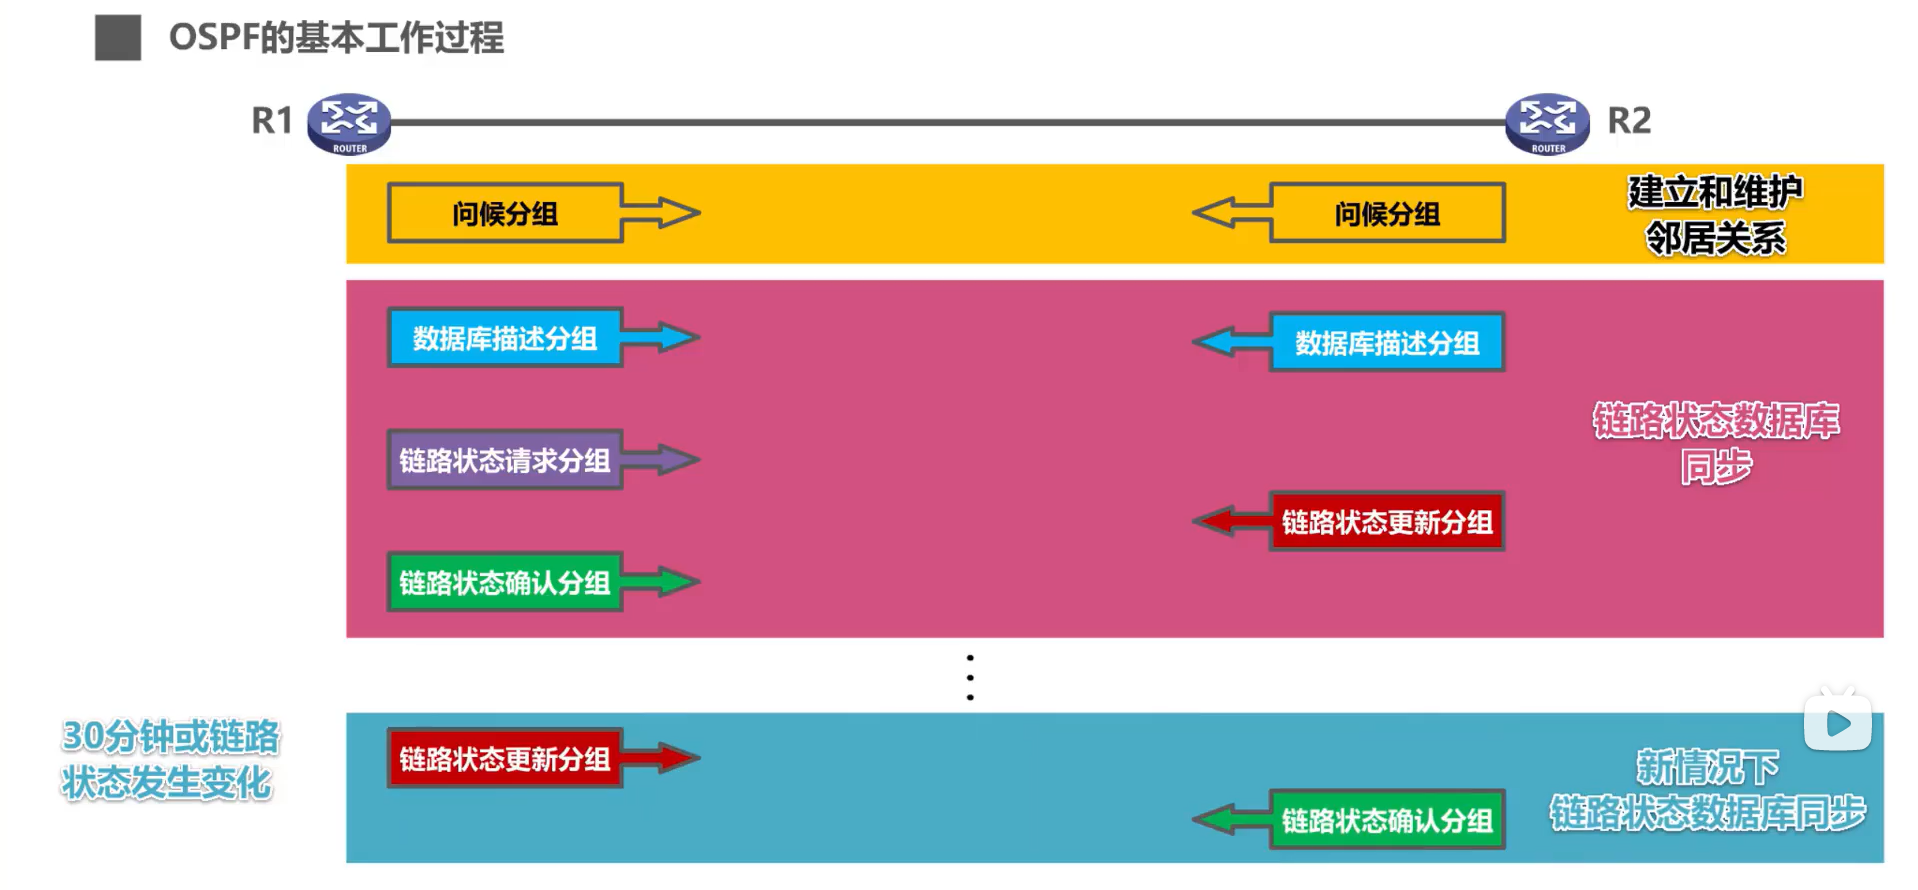 OSPF的基本工作过程
R1
ROUTER
ROUTER
R2
问候分组
问候分组
建立和维护
邻居关系
数据库描述分组
数据库描述分组
链路状态数据库
同步
链路状态请求分组
链路状态更新分组
链路状态确认分组
30分钟或链路
状态发生变化
链路状态更新分组
新情况下
链路状态数据库同步
链路状态确认分组